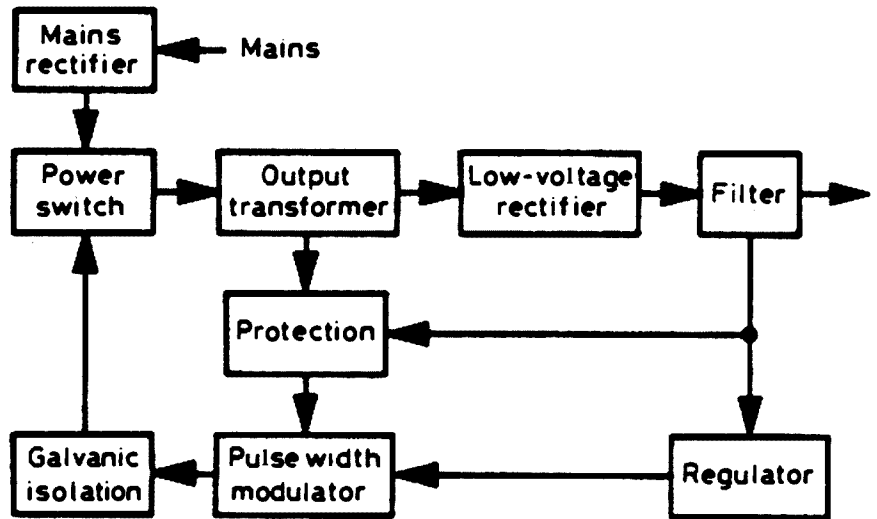 Mains
rectifier
Mains
Power
switch
Output
transformer
Low-voltage
rectifier
Filter
Protection
Galvanic
isolation
Pulse width
modulator
Regulator